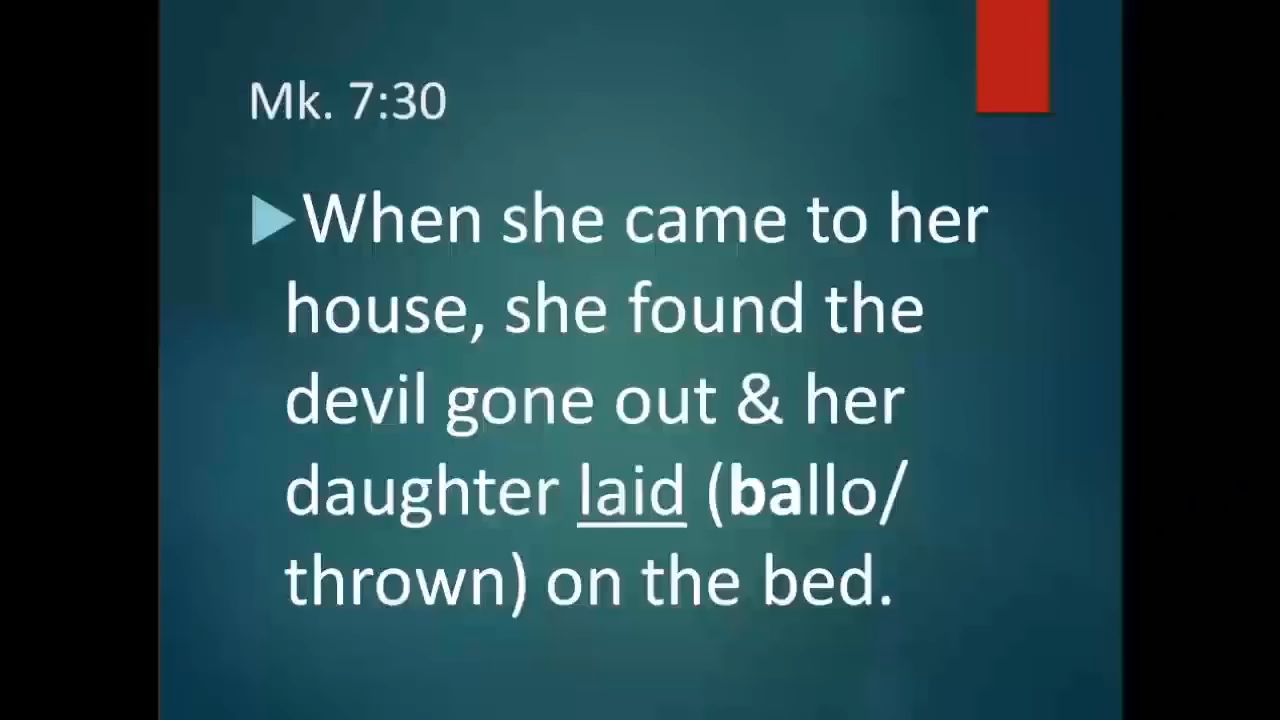 Mk. 7:30
When she came to her
house, she found the
devil gone out & her
daughter laid (ballo/
thrown) on the bed.